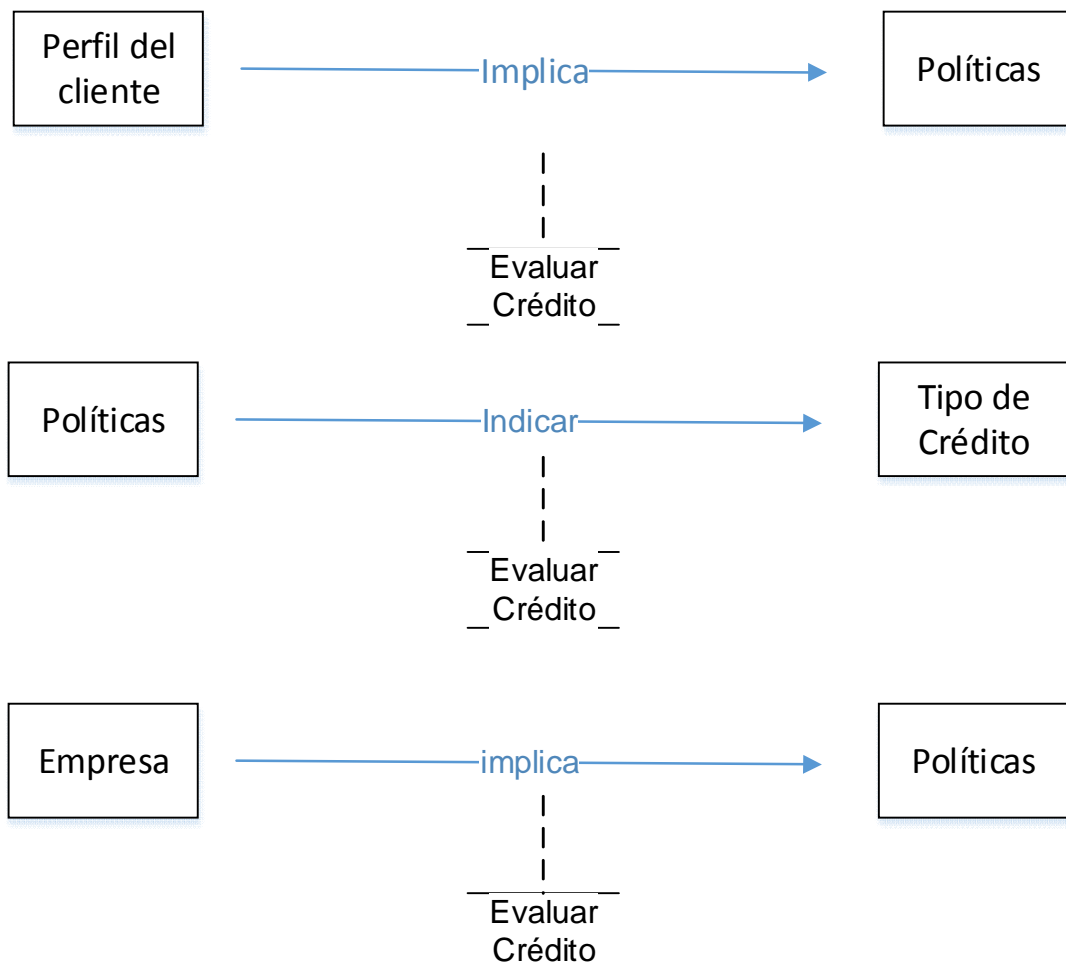 Perfil del
cliente
Implica
Políticas
Evaluar
Crédito
Políticas
Indicar
Tipo de
Crédito
Evaluar
Crédito
Empresa
implica
Políticas
Evaluar
Crédito